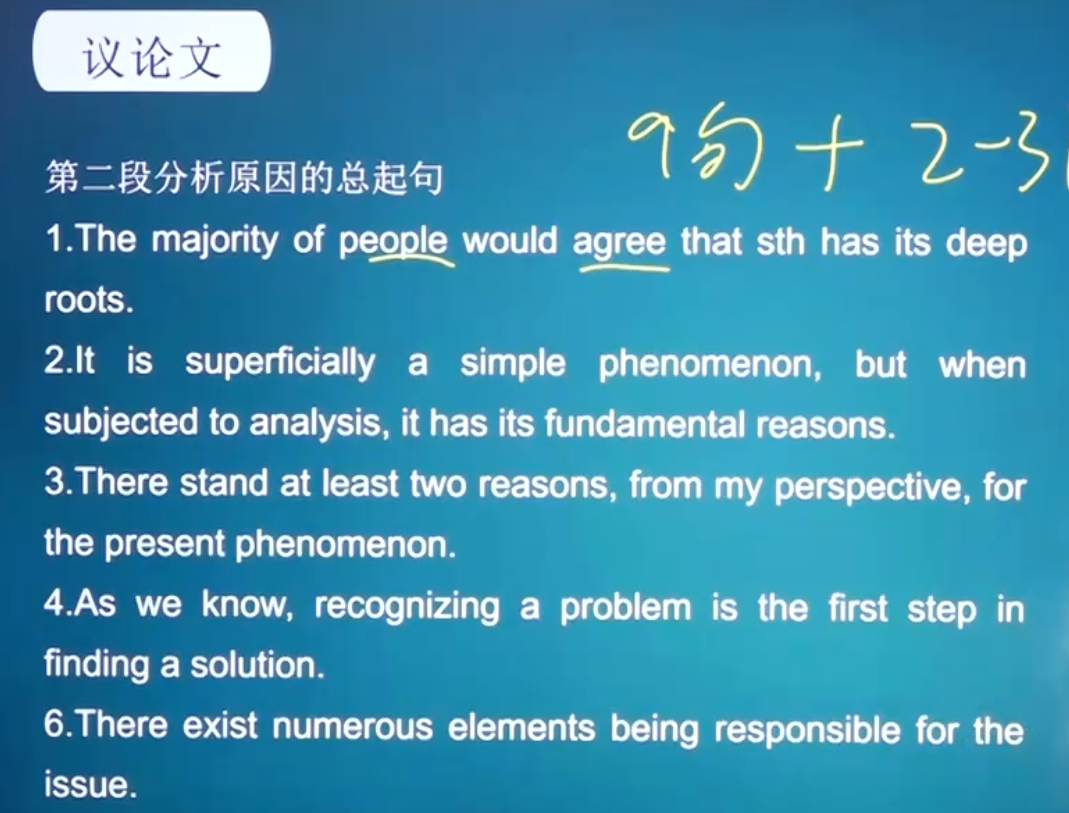 议论文
9句 + 2-3
第二段分析原因的总起句
1.The majority of people would agree that sth has its deep
roots.
2.It is superficially a simple phenomenon, but when
subjected to analysis, it has its fundamental reasons.
3.There stand at least two reasons, from my perspective, for
the present phenomenon.
4.As we know, recognizing a problem is the first step in
finding a solution.
6.There exist numerous elements being responsible for the
issue.